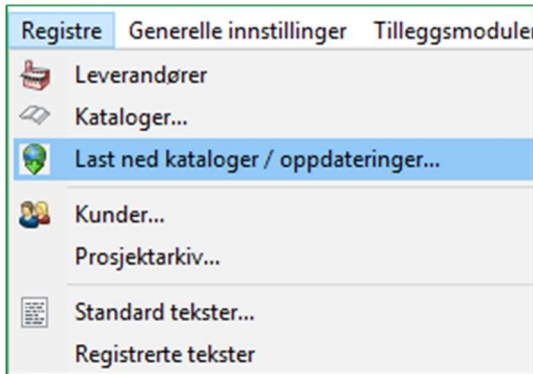 Registre Generelle innstillinger Tilleggsmoduler
Leverandører
Kataloger...
Last ned kataloger / oppdateringer...
Kunder...
Prosjektarkiv...
Standard tekster...
Registrerte tekster